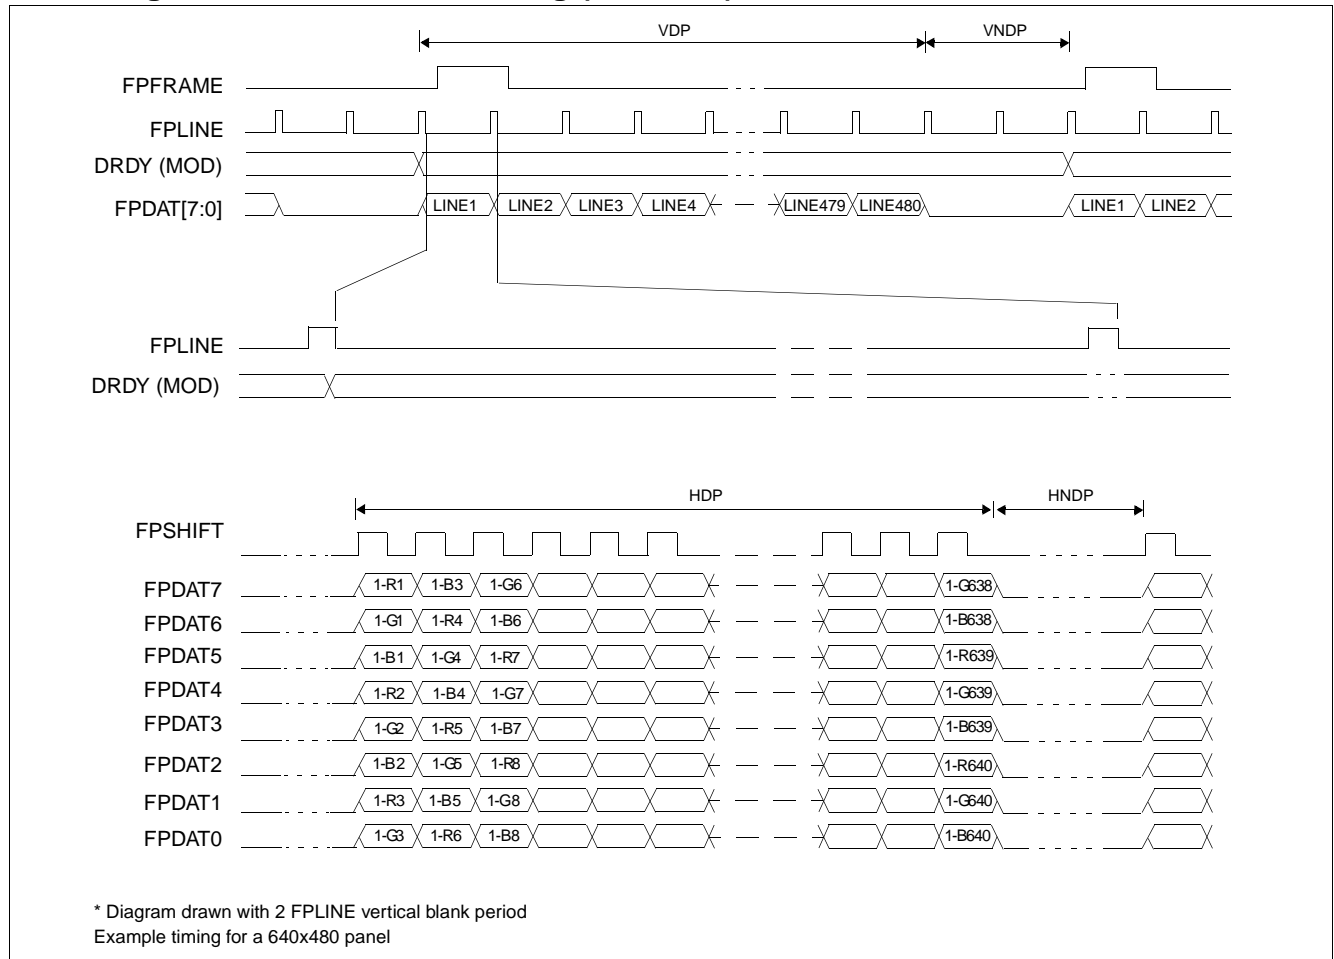 VDP VNDP
FPFRAME
FPLINE
DRDY (MOD)
FPDAT[7:0] LINE1 LINE2 LINE3 LINE4 LINE479 LINE480 LINE1 LINE2
FPLINE
DRDY (MOD)
HDP HNDP
FPSHIFT
FPDAT7 1-R1 1-B3 1-G6 1-G638
FPDAT6 1-G1 1-R4 1-B6 1-B638
FPDAT5 1-B1 1-G4 1-R7 1-R639
FPDAT4 1-R2 1-B4 1-G7 1-G639
FPDAT3 1-G2 1-R5 1-B7 1-B639
FPDAT2 1-B2 1-G5 1-R8 1-R640
FPDAT1 1-R3 1-B5 1-G8 1-G640
FPDAT0 1-G3 1-R6 1-B8 1-B640
* Diagram drawn with 2 FPLINE vertical blank period
Example timing for a 640x480 panel